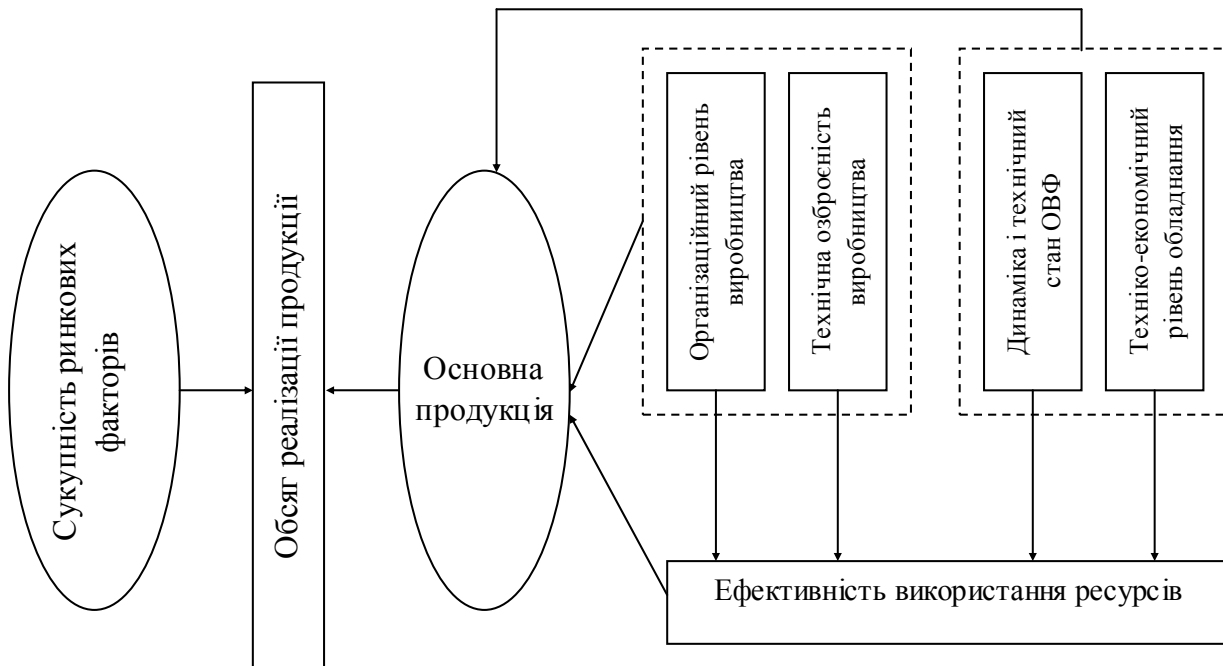 Сукупність ринкових
факторів
Обсяг реалізації продукції
Основна
продукція
Організаційний рівень
виробництва
Технічна озброєність
виробництва
Динаміка і технічний
стан ОВФ
Техніко-економічний
рівень обладнання
Ефективність використання ресурсів